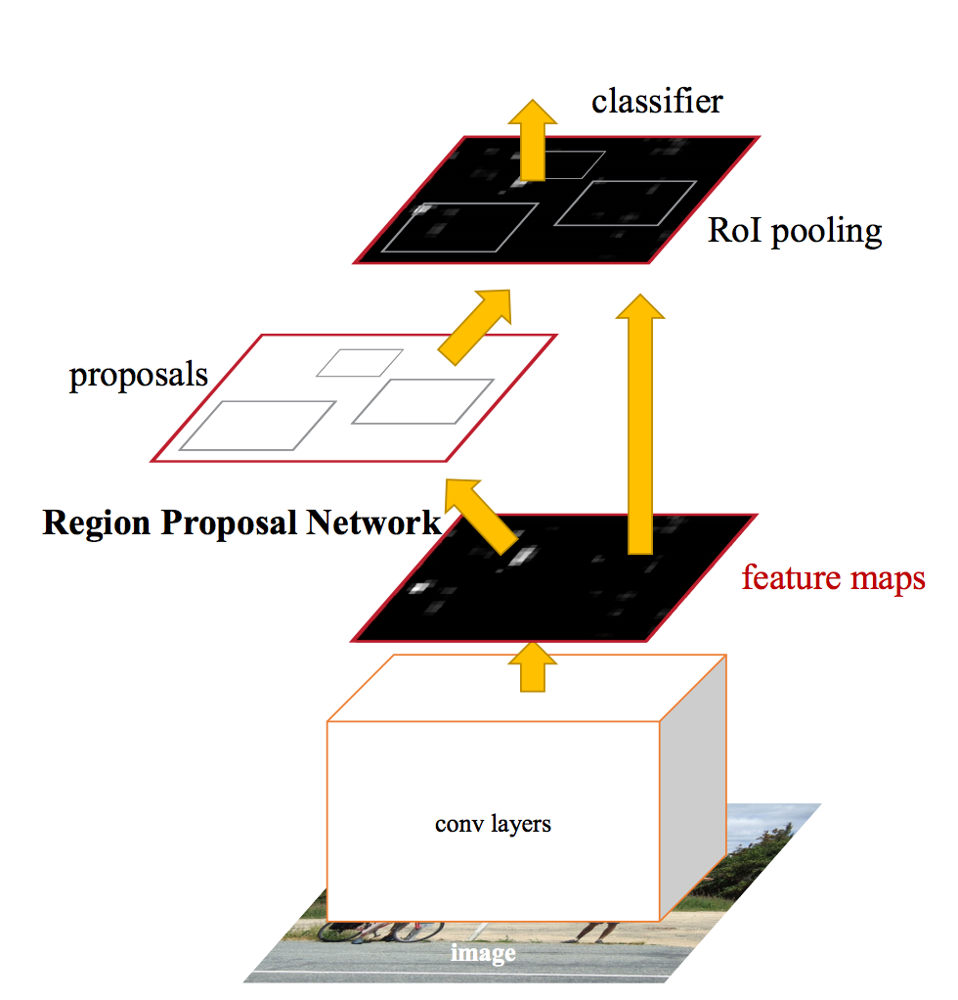 classifier
RoI pooling
proposals
Region Proposal Network
feature maps
conv layers
image